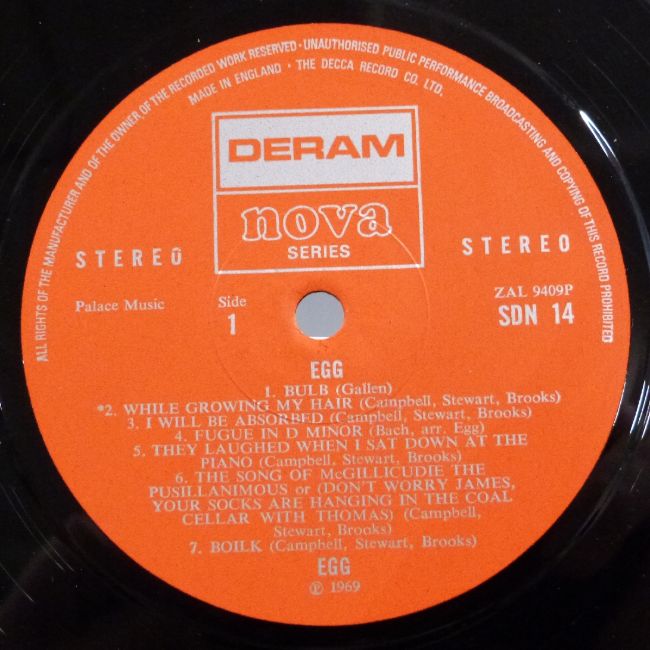 ALL RIGHTS OF THE MANUFACTURER AND OF THE OWNER OF THE RECORDED WORK RESERVED · UNAUTHORISED PUBLIC PERFORMANCE BROADCASTING AND COPYING OF THIS RECORD PROHIBITED
MADE IN ENGLAND · THE DECCA RECORD CO. LTD.
DERAM
nova
SERIES
STEREO
STEREO
Palace Music
Side
1
ZAL 9409P
SDN 14
EGG
1. BULB (Gallen)
*2. WHILE GROWING MY HAIR (Campbell, Stewart, Brooks)
3. I WILL BE ABSORBED (Campbell, Stewart, Brooks)
4. FUGUE IN D MINOR (Bach, arr. Egg)
5. THEY LAUGHED WHEN I SAT DOWN AT THE
PIANO (Campbell, Stewart, Brooks)
6. THE SONG OF McGILLICUDIE THE
PUSILLANIMOUS or (DON'T WORRY JAMES,
YOUR SOCKS ARE HANGING IN THE COAL
CELLAR WITH THOMAS) (Campbell,
Stewart, Brooks)
7. BOILK (Campbell, Stewart, Brooks)
EGG
℗ 1969